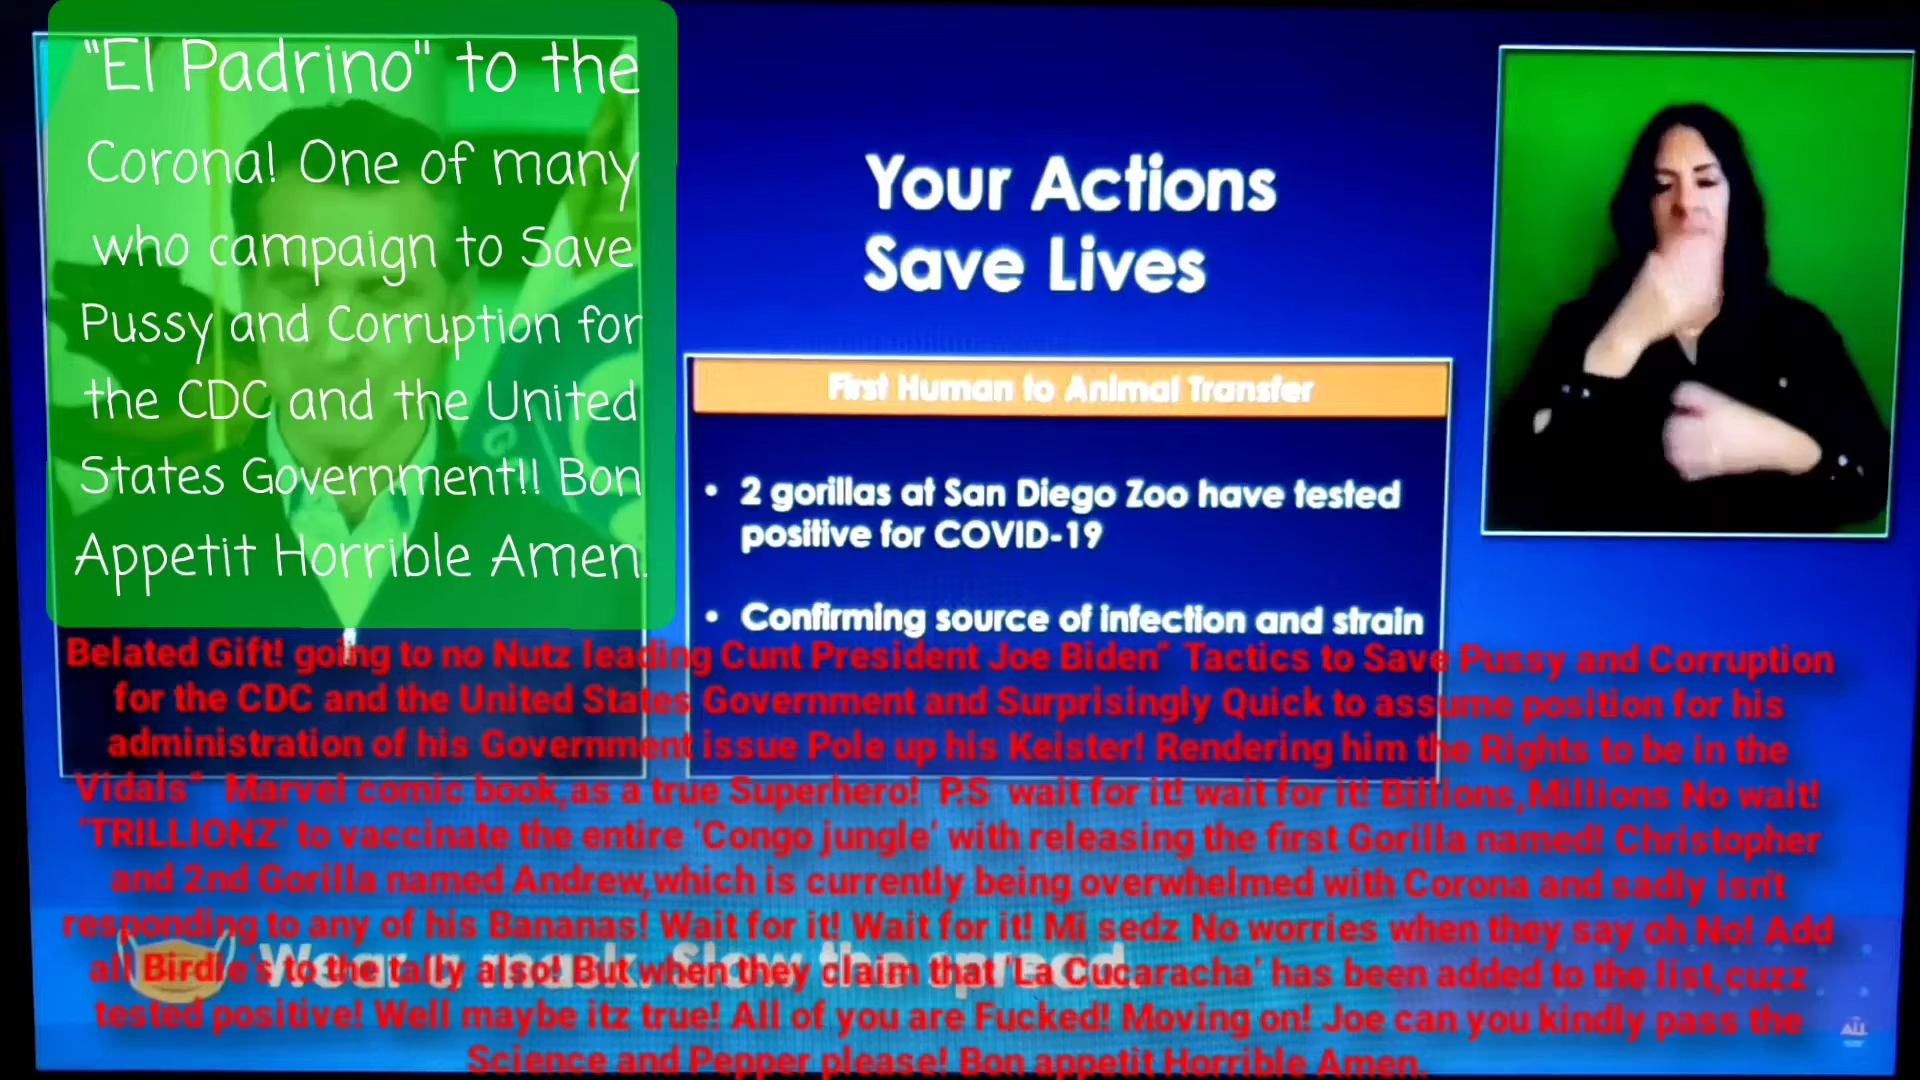 "El Padrino" to the
Corona! One of many
who campaign to Save
Pussy and Corruption for
the CDC and the United
States Government!! Bon
Appetit Horrible Amen.
Your Actions
Save Lives
First Human to Animal Transfer
• 2 gorillas at San Diego Zoo have tested
positive for COVID-19
• Confirming source of infection and strain
Belated Gift! going to no Nutz leading Cunt President Joe Biden" Tactics to Save Pussy and Corruption
for the CDC and the United States Government and Surprisingly Quick to assume position for his
administration of his Government issue Pole up his Keister! Rendering him the Rights to be in the
Vidals" Marvel comic book,as a true Superhero! P.S wait for it! wait for it! Billions,Millions No wait!
'TRILLIONZ' to vaccinate the entire 'Congo jungle' with releasing the first Gorilla named! Christopher
and 2nd Gorilla named Andrew,which is currently being overwhelmed with Corona and sadly isn't
responding to any of his Bananas! Wait for it! Wait for it! Mi sedz No worries when they say oh No! Add
all Birdie's to the tally also! But when they claim that 'La Cucaracha' has been added to the list,cuzz
tested positive! Well maybe itz true! All of you are Fucked! Moving on! Joe can you kindly pass the
Science and Pepper please! Bon appetit Horrible Amen.
Wear a mask. Slow the spread.